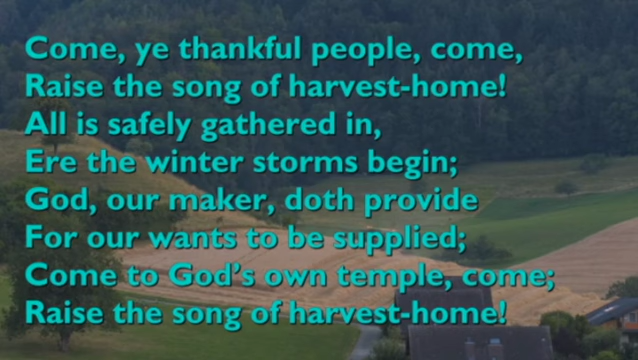 Come, ye thankful people, come,
Raise the song of harvest-home!
All is safely gathered in,
Ere the winter storms begin;
God, our maker, doth provide
For our wants to be supplied;
Come to God’s own temple, come;
Raise the song of harvest-home!